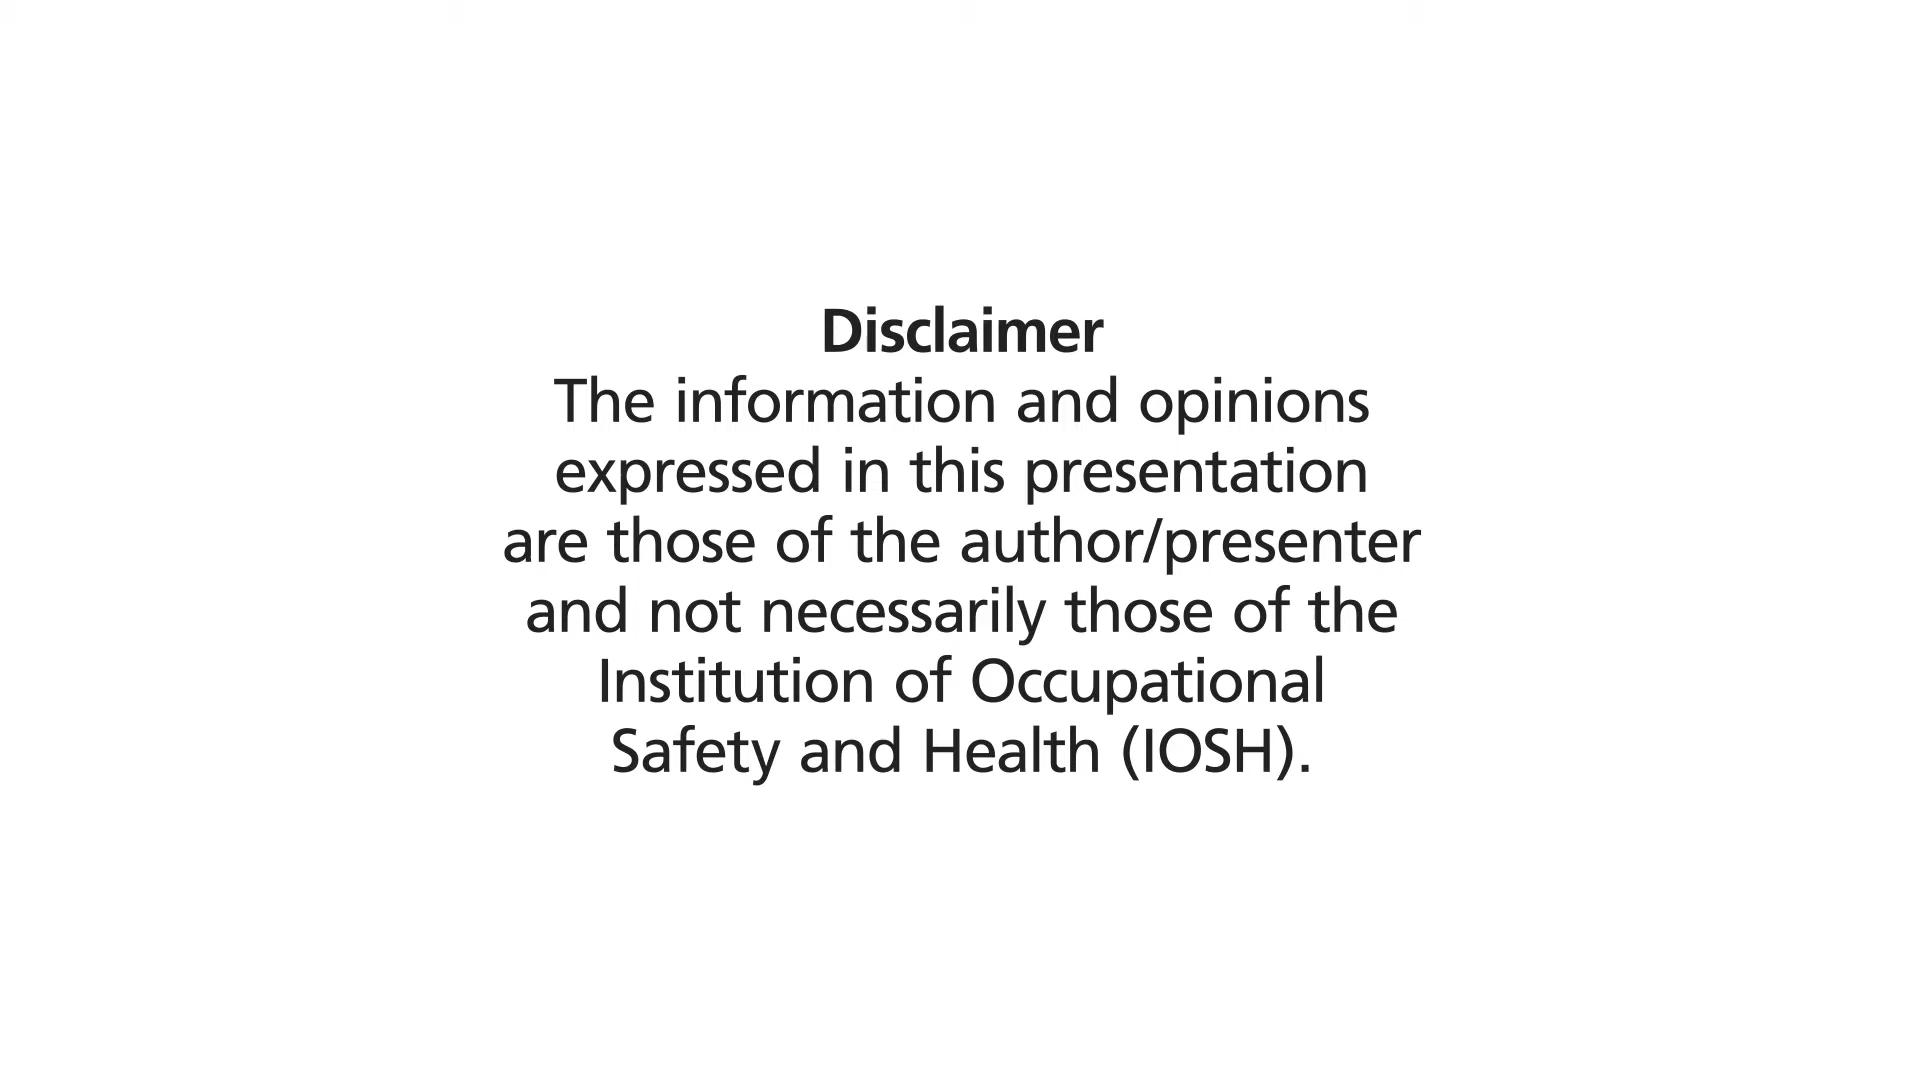 Disclaimer
The information and opinions
expressed in this presentation
are those of the author/presenter
and not necessarily those of the
Institution of Occupational
Safety and Health (IOSH).